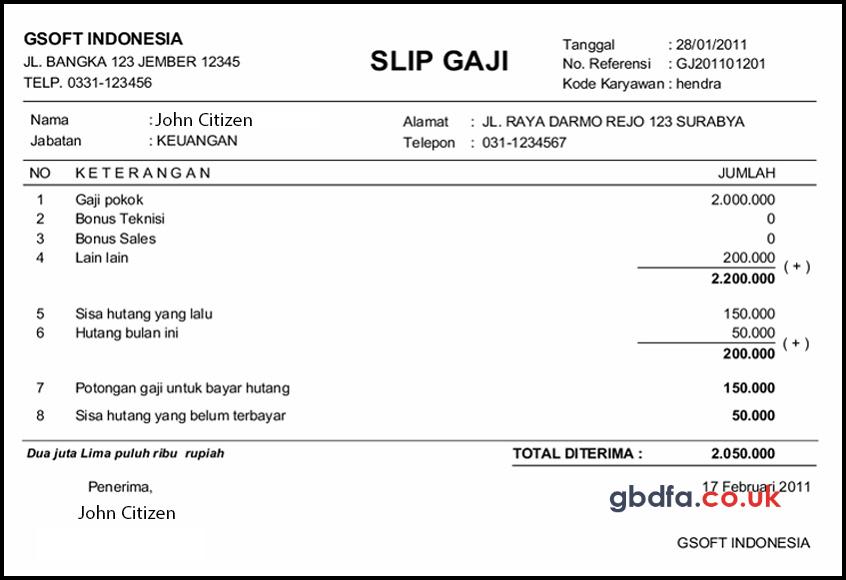 GSOFT INDONESIA
JL. BANGKA 123 JEMBER 12345
TELP. 0331-123456
SLIP GAJI
Tanggal : 28/01/2011
No. Referensi : GJ201101201
Kode Karyawan : hendra
Nama : John Citizen
Jabatan : KEUANGAN
Alamat : JL. RAYA DARMO REJO 123 SURABYA
Telepon : 031-1234567
NO KETERANGAN JUMLAH
1 Gaji pokok 2.000.000
2 Bonus Teknisi 0
3 Bonus Sales 0
4 Lain lain 200.000 ( + )
2.200.000
5 Sisa hutang yang lalu 150.000
6 Hutang bulan ini 50.000 ( + )
200.000
7 Potongan gaji untuk bayar hutang 150.000
8 Sisa hutang yang belum terbayar 50.000
Dua juta Lima puluh ribu rupiah TOTAL DITERIMA : 2.050.000
Penerima, 17 Februari 2011
gbdfa.co.uk
John Citizen
GSOFT INDONESIA